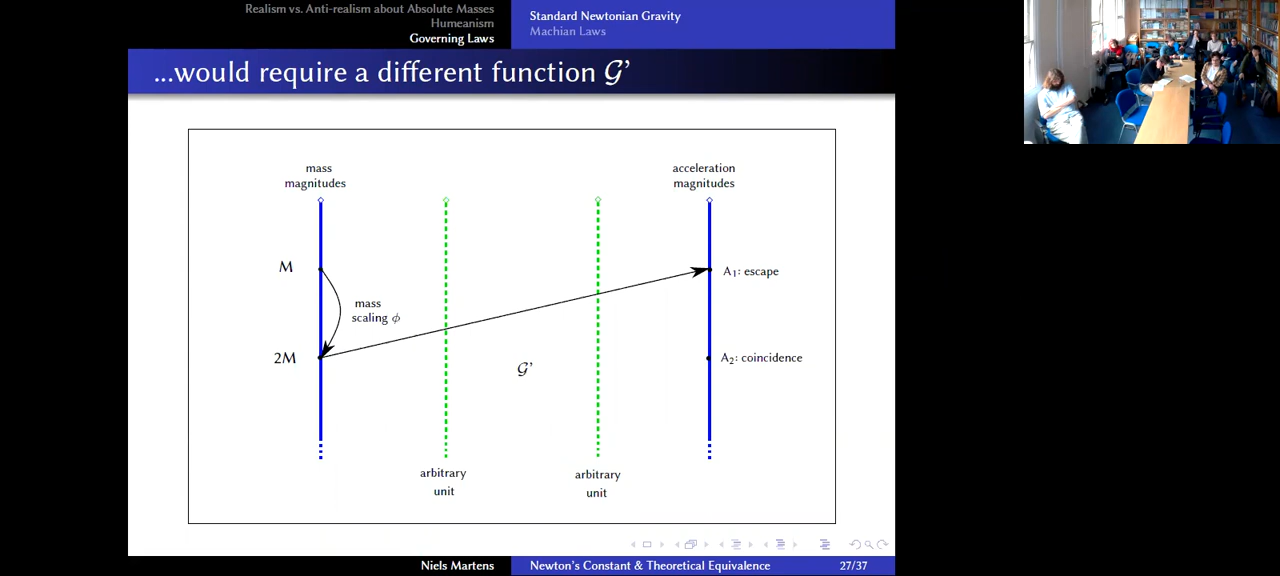 Realism vs. Anti-realism about Absolute Masses
Humeanism
Governing Laws
Standard Newtonian Gravity
Machian Laws
...would require a different function 𝒢’
mass
magnitudes
acceleration
magnitudes
M
A₁: escape
mass
scaling ϕ
2M
A₂: coincidence
𝒢’
arbitrary
unit
arbitrary
unit
Niels Martens
Newton's Constant & Theoretical Equivalence
27/37